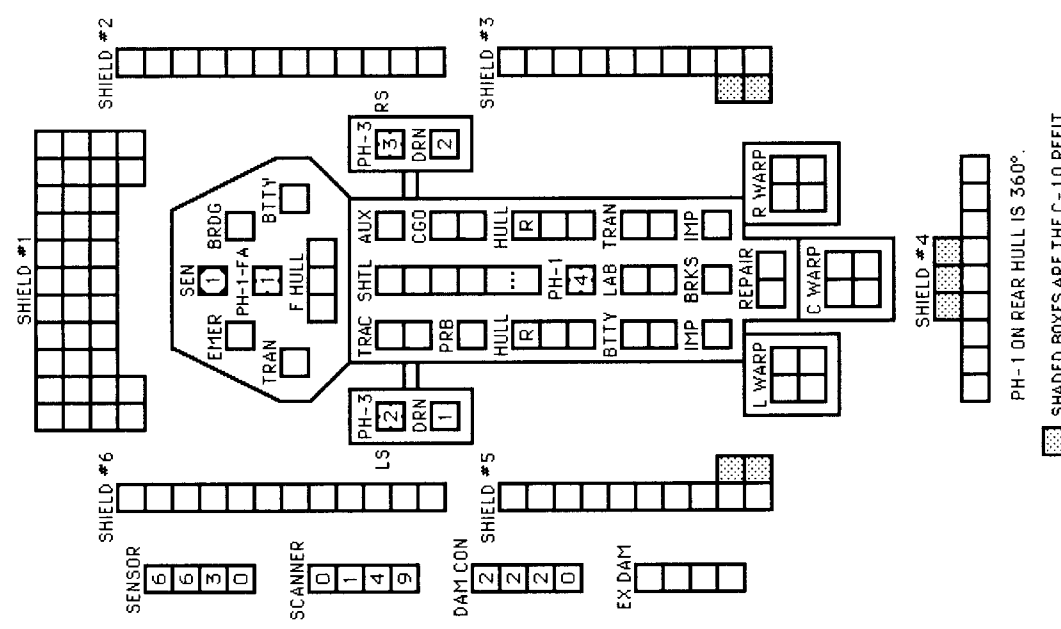 SHIELD #1
SHIELD #2
SHIELD #3
SHIELD #6
SHIELD #5
SHIELD #4
SENSOR
6
6
3
0
SCANNER
0
1
4
9
DAM CON
2
2
2
0
EX DAM
SEN
1
EMER
BRDG
PH-1-FA
1
TRAN
BTTY
F HULL
PH-3
2
DRN
1
LS
PH-3
3
DRN
2
RS
TRAC
SHTL
AUX
PRB
CGO
HULL
R
PH-1
4
HULL
R
BTTY
LAB
TRAN
IMP
BRKS
IMP
REPAIR
L WARP
C WARP
R WARP
PH-1 ON REAR HULL IS 360°.
SHADED BOXES ARE THE C-10 REFIT